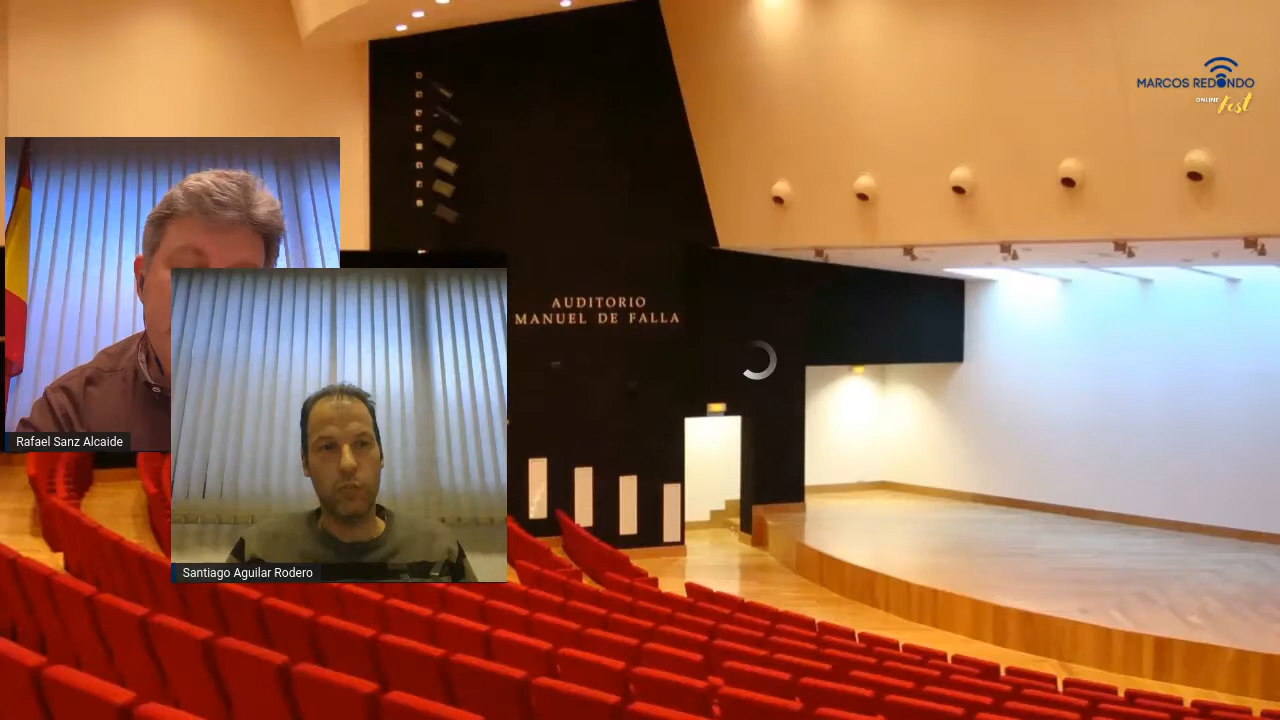 MARCOS REDONDO
ONLINE Fest
AUDITORIO
MANUEL DE FALLA
Rafael Sanz Alcaide
Santiago Aguilar Rodero